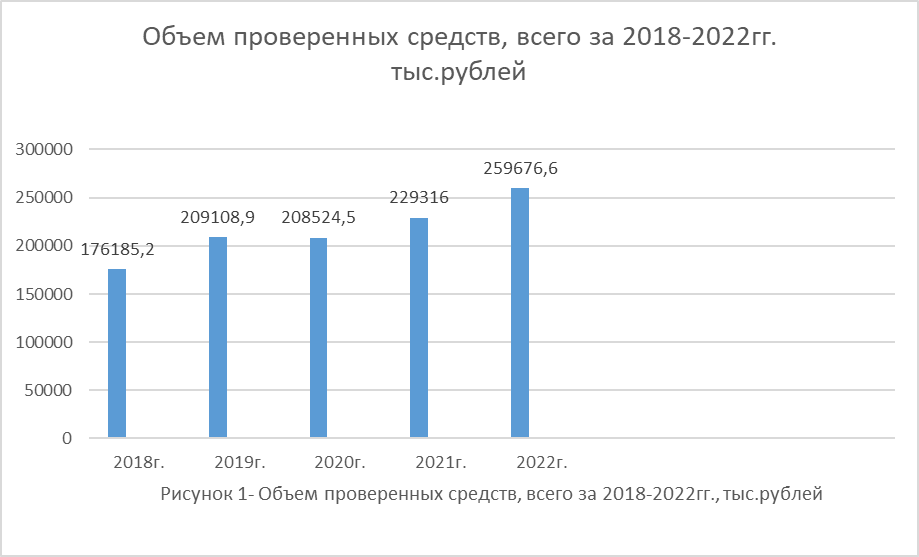 Объем проверенных средств, всего за 2018-2022гг.
тыс.рублей
300000
250000
200000
150000
100000
50000
0
176185,2
209108,9
208524,5
229316
259676,6
2018г.
2019г.
2020г.
2021г.
2022г.
Рисунок 1- Объем проверенных средств, всего за 2018-2022гг., тыс.рублей